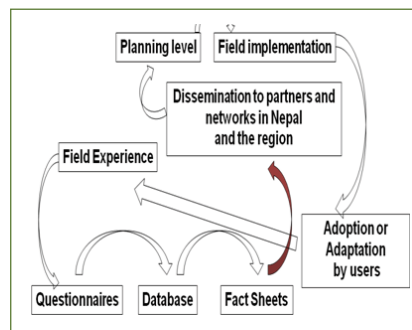 Planning level
Field implementation
Dissemination to partners and
networks in Nepal
and the region
Field Experience
Adoption or
Adaptation
by users
Questionnaires
Database
Fact Sheets